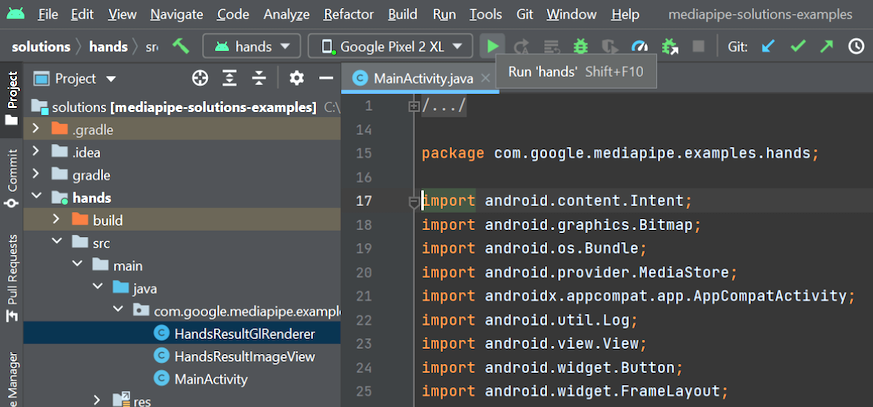 File Edit View Navigate Code Analyze Refactor Build Run Tools Git Window Help mediapipe-solutions-examples
solutions hands src hands Google Pixel 2 XL Git:
Run 'hands' Shift+F10
Project
Commit
Pull Requests
Manager
Project
solutions [mediapipe-solutions-examples] C:\
.gradle
.idea
gradle
hands
build
src
main
java
com.google.mediapipe.exampl
HandsResultGlRenderer
HandsResultImageView
MainActivity
res
MainActivity.java
1 /.../
14
15 package com.google.mediapipe.examples.hands;
16
17 import android.content.Intent;
18 import android.graphics.Bitmap;
19 import android.os.Bundle;
20 import android.provider.MediaStore;
21 import androidx.appcompat.app.AppCompatActivity;
22 import android.util.Log;
23 import android.view.View;
24 import android.widget.Button;
25 import android.widget.FrameLayout;